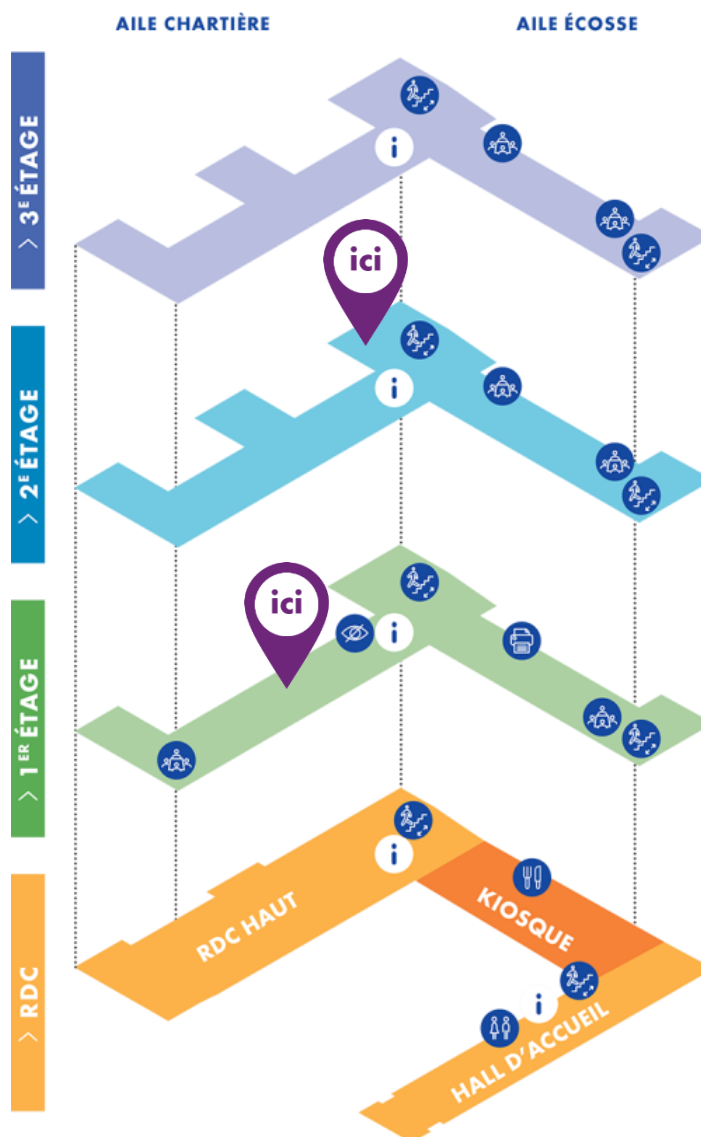 AILE CHARTIÈRE
AILE ÉCOSSE
> 3E ÉTAGE
i
ici
> 2E ÉTAGE
i
ici
> 1ER ÉTAGE
i
> RDC
i
RDC HAUT
KIOSQUE
i
HALL D'ACCUEIL